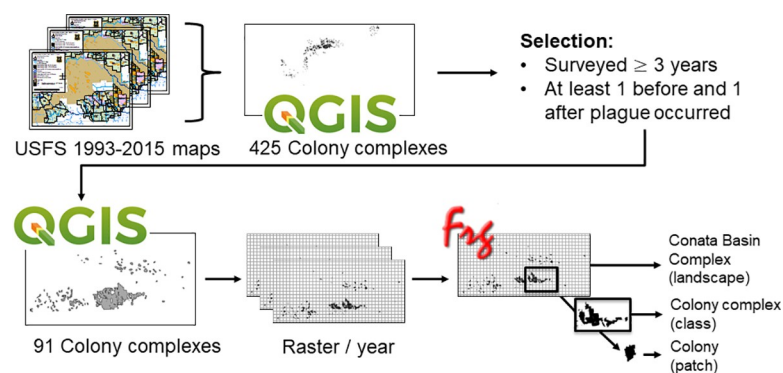 Selection:
• Surveyed ≥ 3 years
• At least 1 before and 1
after plague occurred
QGIS
USFS 1993-2015 maps
425 Colony complexes
QGIS
Frg
Conata Basin
Complex
(landscape)
Colony complex
(class)
Colony
(patch)
91 Colony complexes
Raster / year